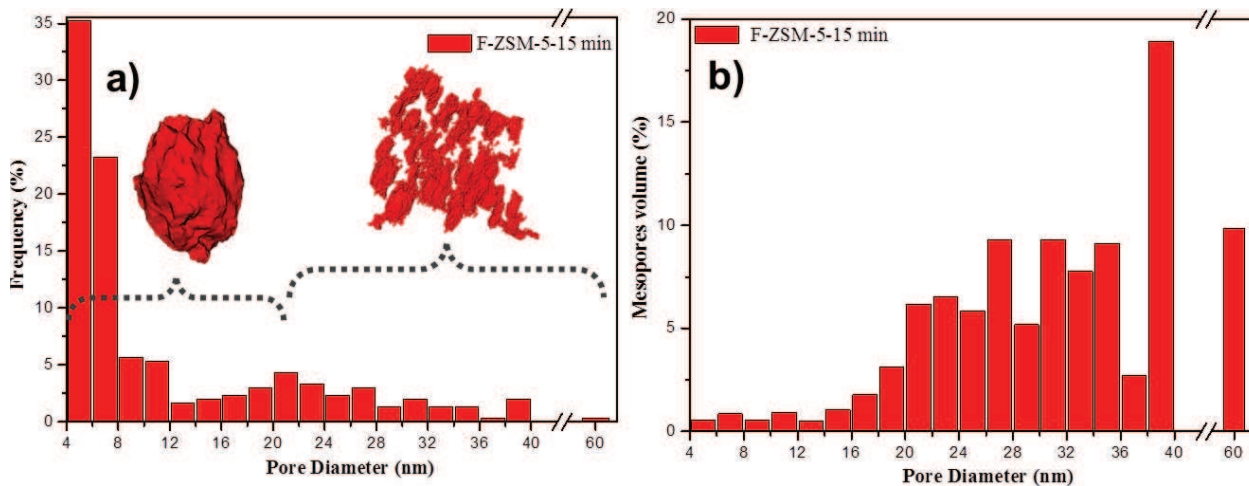 35
30
25
20
15
10
5
0
Frequency (%)
a)
F-ZSM-5-15 min
4 8 12 16 20 24 28 32 36 40 60
Pore Diameter (nm)
20
15
10
5
0
Mesopores volume (%)
F-ZSM-5-15 min
b)
4 8 12 16 20 24 28 32 36 40 60
Pore Diameter (nm)